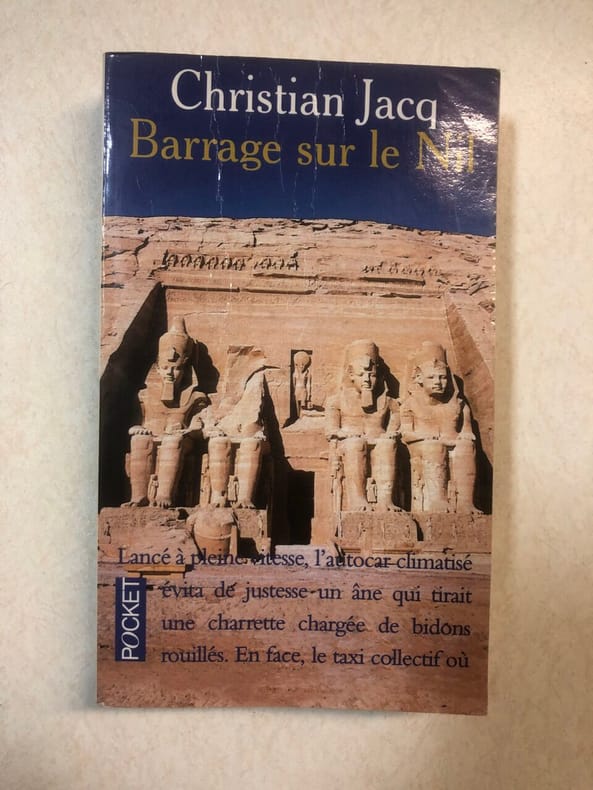 Christian Jacq
Barrage sur le Nil
Lancé à pleine vitesse, l'autocar climatisé
évita de justesse un âne qui tirait
une charrette chargée de bidons
rouillés. En face, le taxi collectif où
POCKET